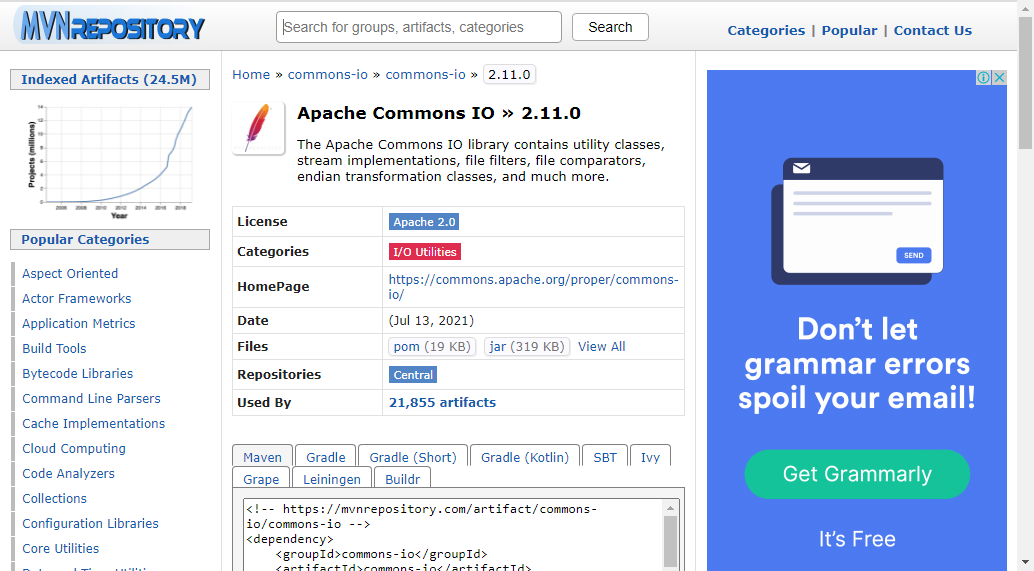 MVNREPOSITORY
Search for groups, artifacts, categories
Search
Categories | Popular | Contact Us
Indexed Artifacts (24.5M)
Projects (millions)
14
12
10
8
6
4
2
0
2006 2008 2010 2012 2014 2016 2018
Year
Popular Categories
Aspect Oriented
Actor Frameworks
Application Metrics
Build Tools
Bytecode Libraries
Command Line Parsers
Cache Implementations
Cloud Computing
Code Analyzers
Collections
Configuration Libraries
Core Utilities
Home » commons-io » commons-io » 2.11.0
Apache Commons IO » 2.11.0
The Apache Commons IO library contains utility classes,
stream implementations, file filters, file comparators,
endian transformation classes, and much more.
License Apache 2.0
Categories I/O Utilities
HomePage https://commons.apache.org/proper/commons-
io/
Date (Jul 13, 2021)
Files pom (19 KB) jar (319 KB) View All
Repositories Central
Used By 21,855 artifacts
Maven Gradle Gradle (Short) Gradle (Kotlin) SBT Ivy
Grape Leiningen Buildr
<!-- https://mvnrepository.com/artifact/commons-
io/commons-io -->
<dependency>
<groupId>commons-io</groupId>
<artifactId>commons-io</artifactId>
SEND
Don't let
grammar errors
spoil your email!
Get Grammarly
It's Free